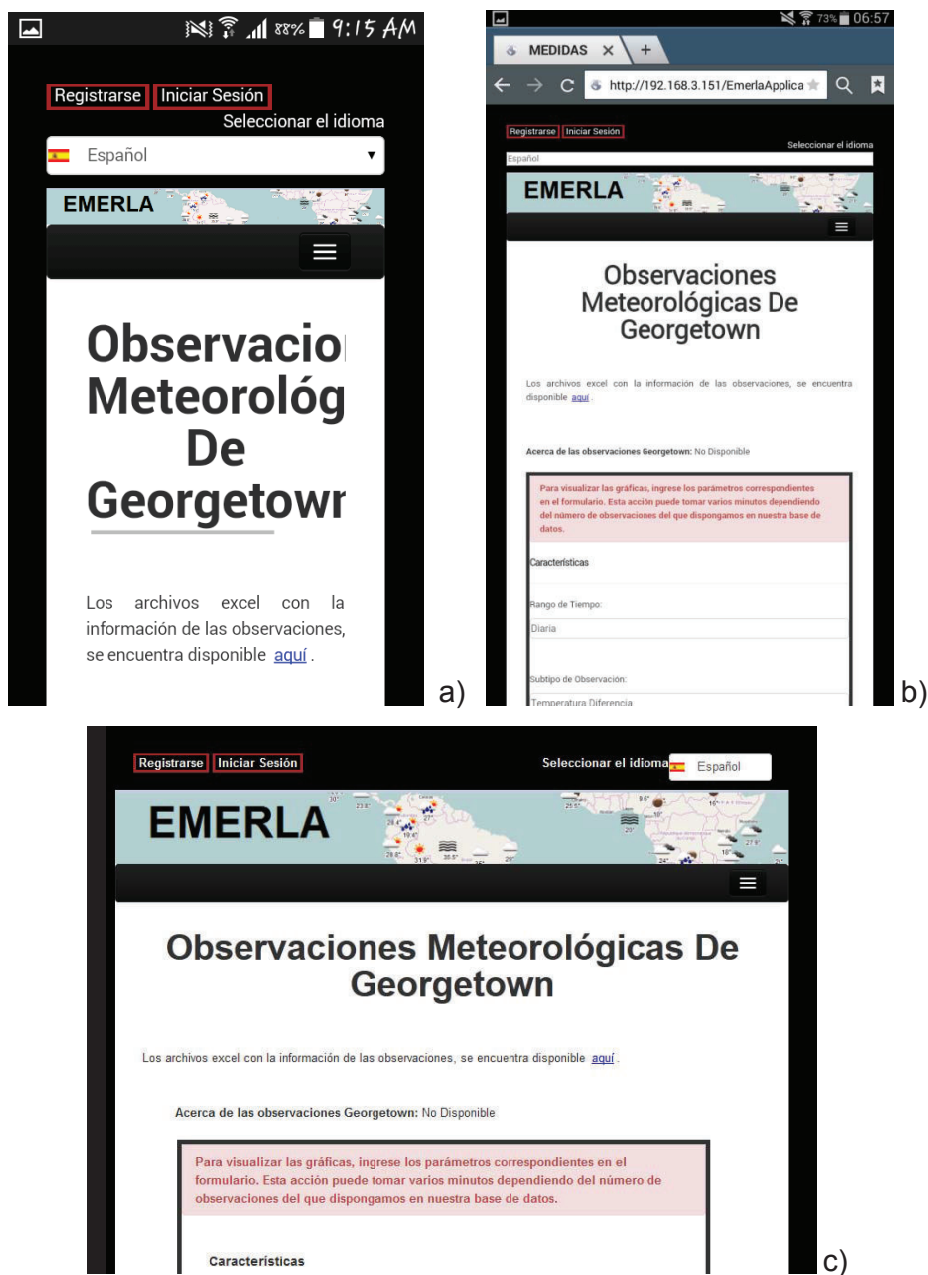 88% 9:15 AM
Registrarse Iniciar Sesión
Seleccionar el idioma
Español
EMERLA
Observacio
Meteorológ
De
Georgetowr
Los archivos excel con la
información de las observaciones,
se encuentra disponible aquí .
a)
73% 06:57
MEDIDAS X +
http://192.168.3.151/EmerlaApplica
Registrarse Iniciar Sesión
Seleccionar el idioma
Español
EMERLA
Observaciones
Meteorológicas De
Georgetown
Los archivos excel con la información de las observaciones, se encuentra
disponible aquí .
Acerca de las observaciones Georgetown: No Disponible
Para visualizar las gráficas, ingrese los parámetros correspondientes
en el formulario. Esta acción puede tomar varios minutos dependiendo
del número de observaciones del que dispongamos en nuestra base de
datos.
Características
Rango de Tiempo:
Diaria
Subtipo de Observación:
Temperatura Diferencia
b)
Registrarse Iniciar Sesión
Seleccionar el idioma Español
EMERLA
Observaciones Meteorológicas De
Georgetown
Los archivos excel con la información de las observaciones, se encuentra disponible aquí .
Acerca de las observaciones Georgetown: No Disponible
Para visualizar las gráficas, ingrese los parámetros correspondientes en el
formulario. Esta acción puede tomar varios minutos dependiendo del número de
observaciones del que dispongamos en nuestra base de datos.
Características
c)